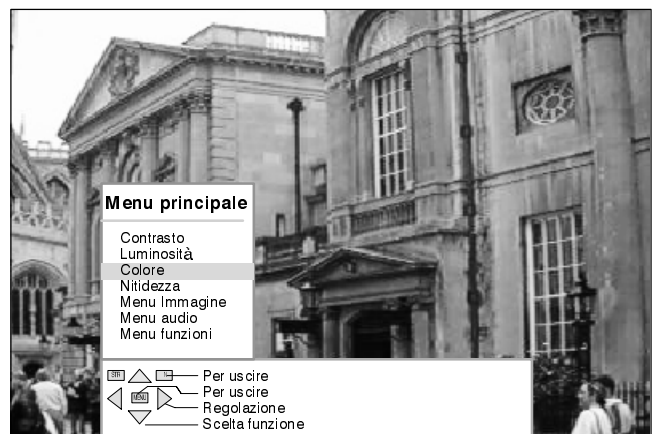 Menu principale
Contrasto
Luminosità
Colore
Nitidezza
Menu Immagine
Menu audio
Menu funzioni
Per uscire
MENU Per uscire
Regolazione
Scelta funzione